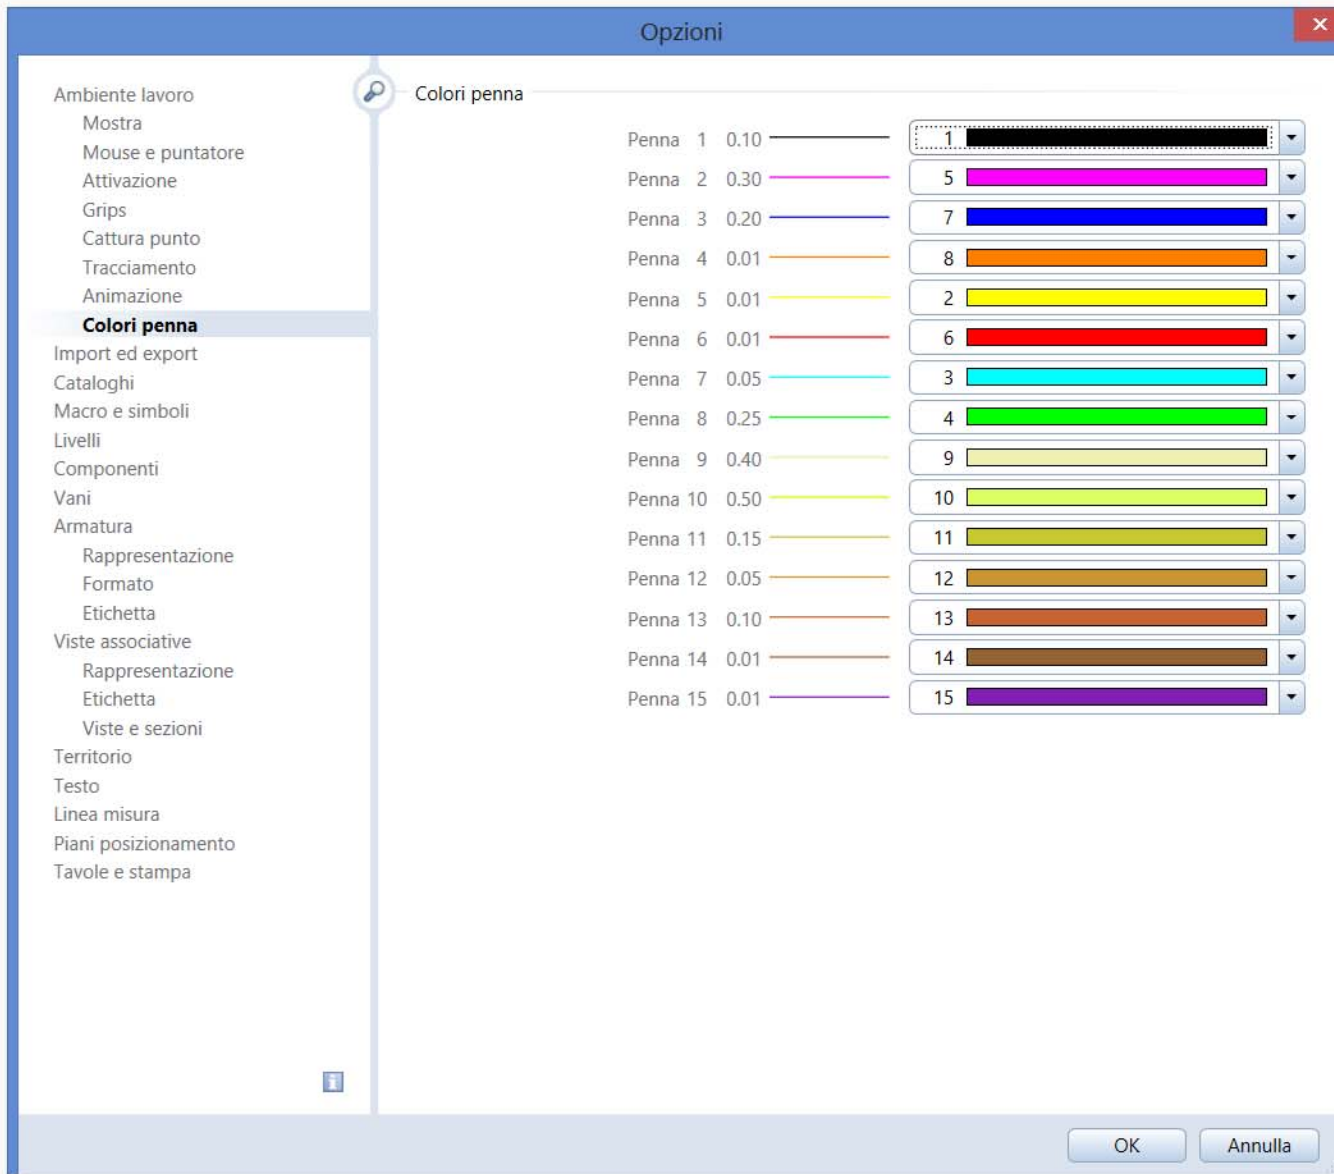 Opzioni
Ambiente lavoro
Mostra
Mouse e puntatore
Attivazione
Grips
Cattura punto
Tracciamento
Animazione
Colori penna
Import ed export
Cataloghi
Macro e simboli
Livelli
Componenti
Vani
Armatura
Rappresentazione
Formato
Etichetta
Viste associative
Rappresentazione
Etichetta
Viste e sezioni
Territorio
Testo
Linea misura
Piani posizionamento
Tavole e stampa
Colori penna
Penna 1 0.10 1
Penna 2 0.30 5
Penna 3 0.20 7
Penna 4 0.01 8
Penna 5 0.01 2
Penna 6 0.01 6
Penna 7 0.05 3
Penna 8 0.25 4
Penna 9 0.40 9
Penna 10 0.50 10
Penna 11 0.15 11
Penna 12 0.05 12
Penna 13 0.10 13
Penna 14 0.01 14
Penna 15 0.01 15
OK Annulla